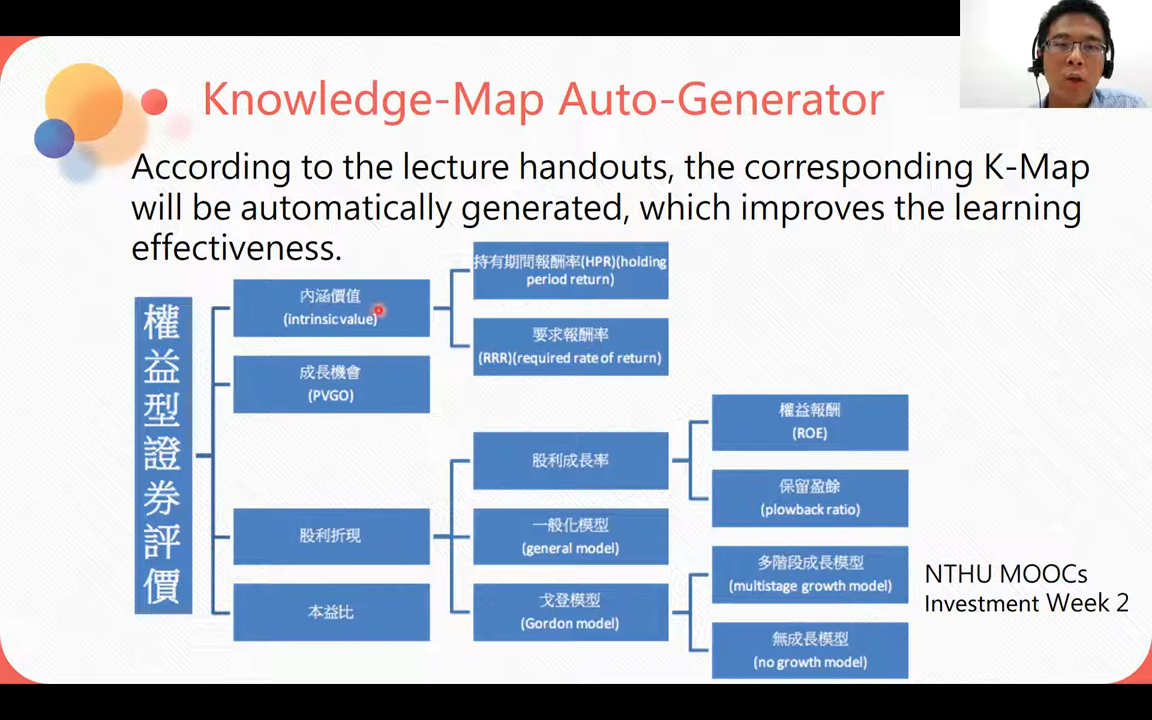 Knowledge-Map Auto-Generator
According to the lecture handouts, the corresponding K-Map
will be automatically generated, which improves the learning
effectiveness.
權益型證券評價
內涵價值
(intrinsic value)
持有期間報酬率(HPR)(holding
period return)
要求報酬率
(RRR)(required rate of return)
成長機會
(PVGO)
股利折現
股利成長率
權益報酬
(ROE)
保留盈餘
(plowback ratio)
一般化模型
(general model)
戈登模型
(Gordon model)
多階段成長模型
(multistage growth model)
無成長模型
(no growth model)
本益比
NTHU MOOCs
Investment Week 2